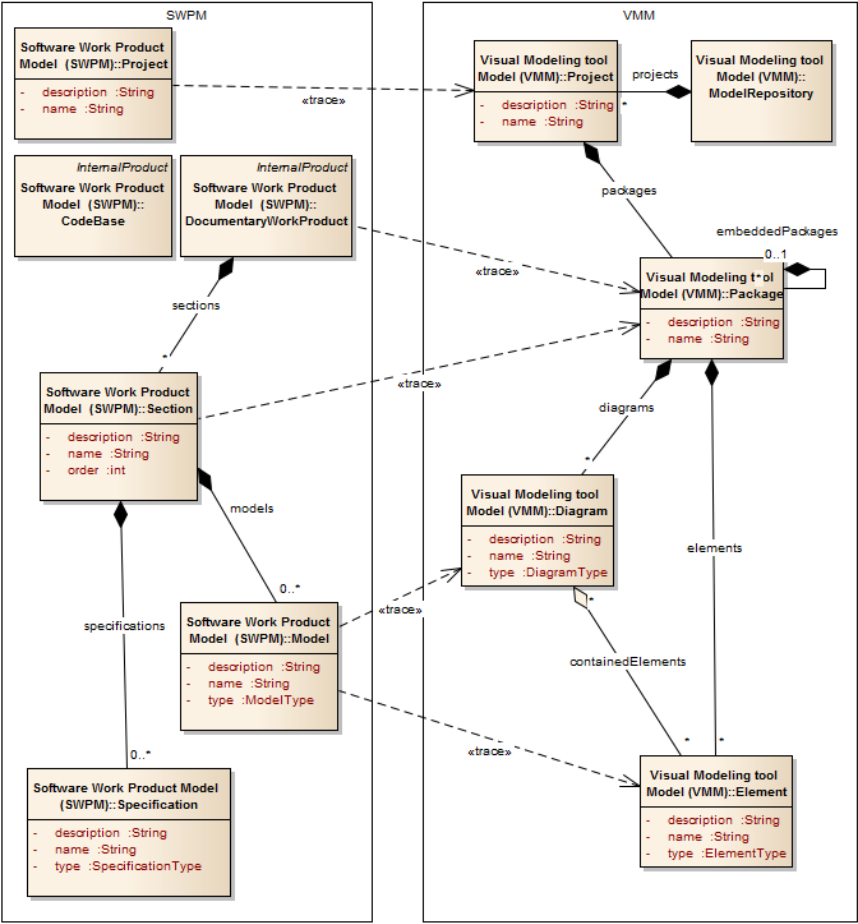 SWPM
Software Work Product
Model (SWPM)::Project
- description :String
- name :String
«trace»
InternalProduct
Software Work Product
Model (SWPM)::
CodeBase
InternalProduct
Software Work Product
Model (SWPM)::
DocumentaryWorkProduct
«trace»
sections
*
Software Work Product
Model (SWPM)::Section
- description :String
- name :String
- order :int
«trace»
models
0..*
specifications
0..*
Software Work Product
Model (SWPM)::Model
- description :String
- name :String
- type :ModelType
«trace»
«trace»
Software Work Product Model
(SWPM)::Specification
- description :String
- name :String
- type :SpecificationType
VMM
Visual Modeling tool
Model (VMM)::Project
- description :String
- name :String
projects
*
Visual Modeling tool
Model (VMM)::
ModelRepository
packages
embeddedPackages
0..1
*
Visual Modeling tool
Model (VMM)::Package
- description :String
- name :String
diagrams
*
Visual Modeling tool
Model (VMM)::Diagram
- description :String
- name :String
- type :DiagramType
*
elements
containedElements
*
*
Visual Modeling tool
Model (VMM)::Element
- description :String
- name :String
- type :ElementType